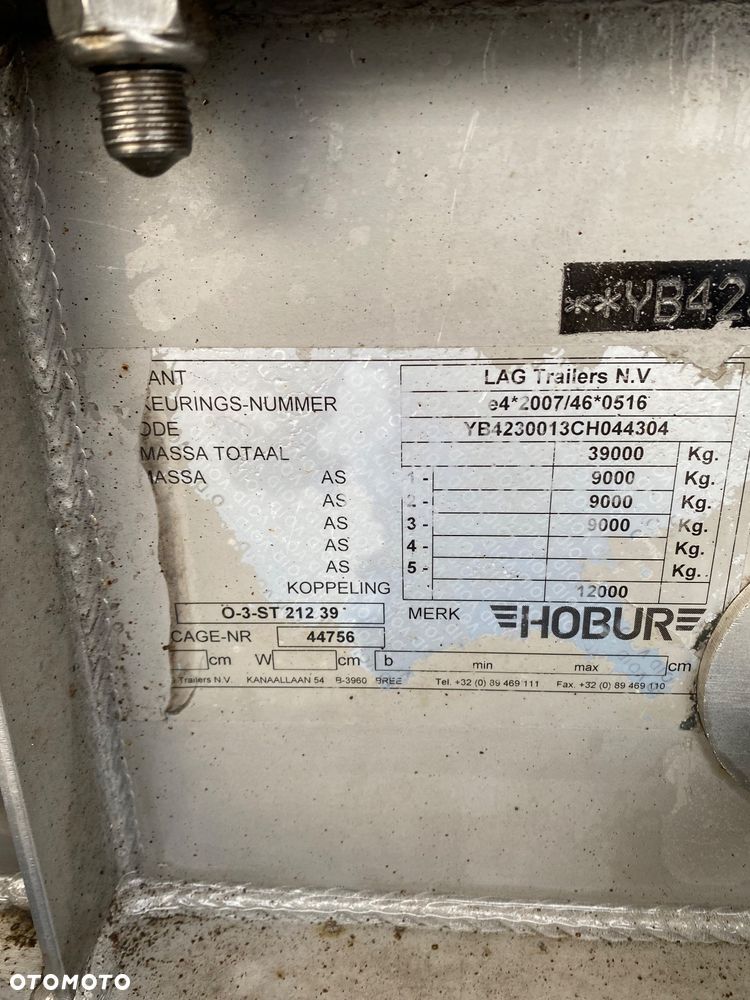 **YB42
ANT LAG Trailers N.V.
KEURINGS-NUMMER e4*2007/46*0516
ODE YB4230013CH044304
MASSA TOTAAL 39000 Kg.
MASSA AS 1 - 9000 Kg.
AS 2 - 9000 Kg.
AS 3 - 9000 Kg.
AS 4 - Kg.
AS 5 - Kg.
KOPPELING 12000
O-3-ST 212 39 MERK HOBUR
CAGE-NR 44756
cm W cm b min max cm
Trailers N.V. KANAALLAAN 54 B-3960 BREE Tel. +32 (0) 89 469 111 Fax. +32 (0) 89 469 110
OTOMOTO